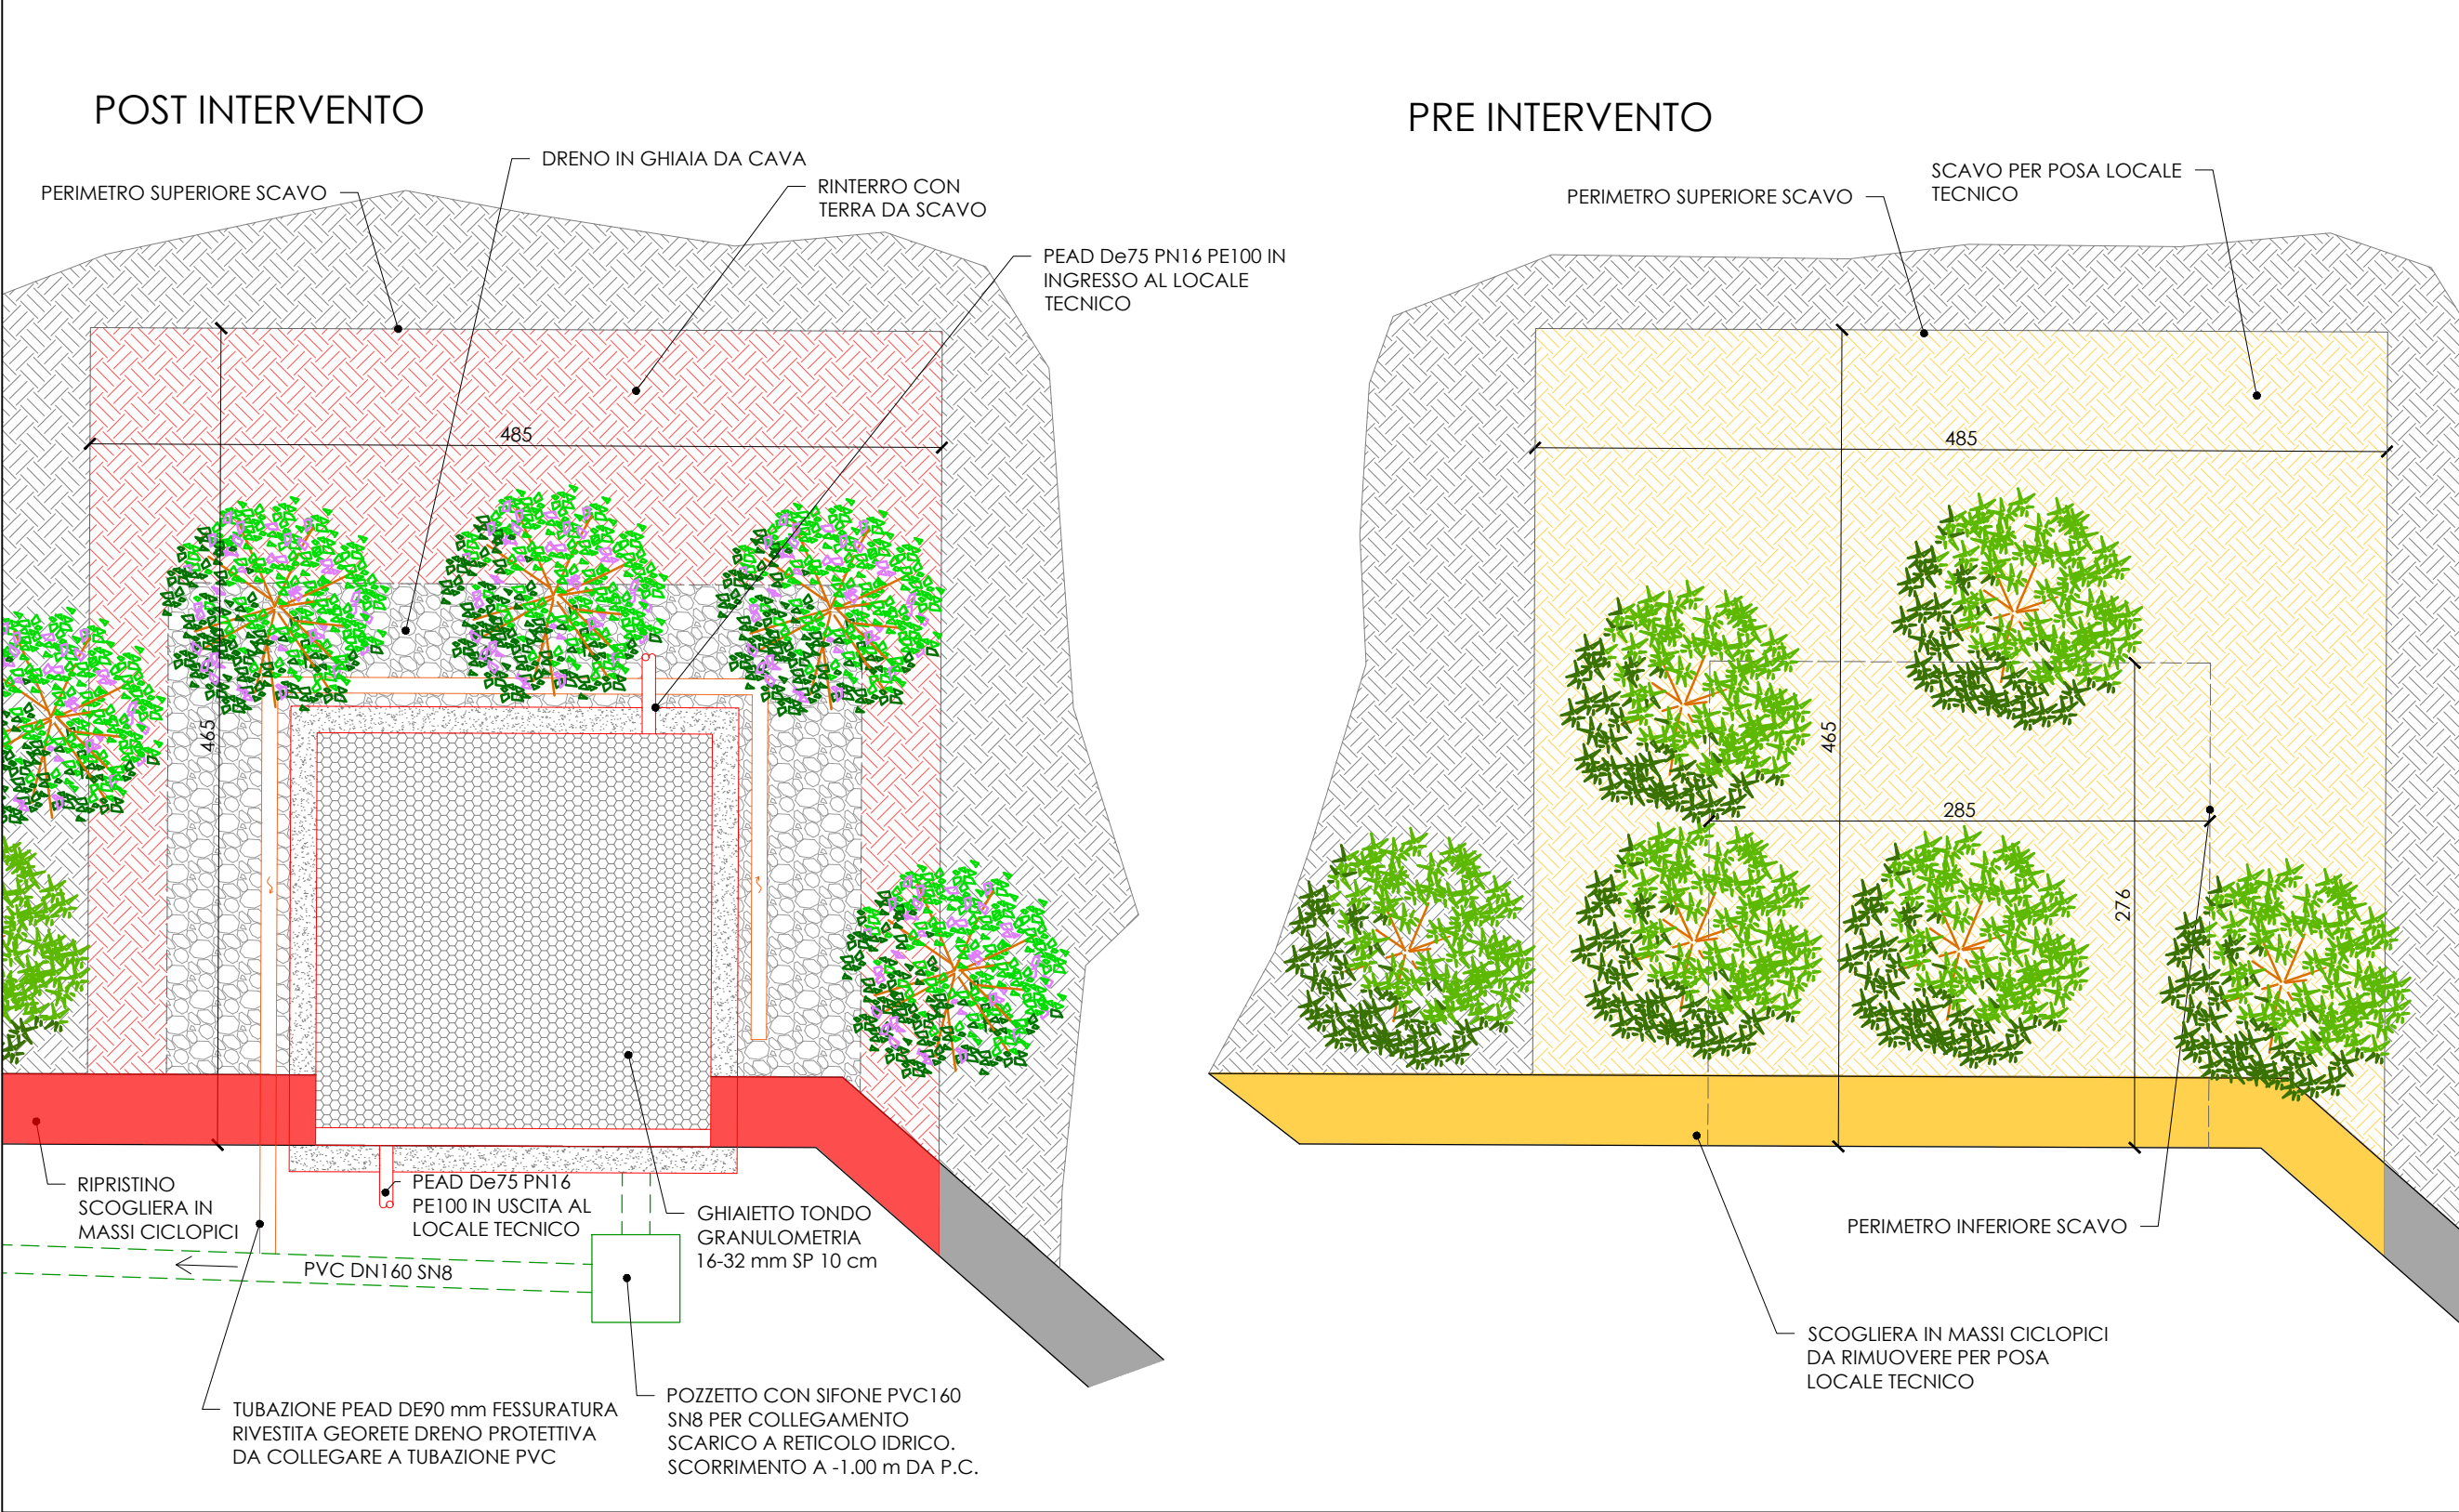 POST INTERVENTO
DRENO IN GHIAIA DA CAVA
PERIMETRO SUPERIORE SCAVO
RINTERRO CON
TERRA DA SCAVO
PEAD De75 PN16 PE100 IN
INGRESSO AL LOCALE
TECNICO
485
465
RIPRISTINO
SCOGLIERA IN
MASSI CICLOPICI
PEAD De75 PN16
PE100 IN USCITA AL
LOCALE TECNICO
GHIAIETTO TONDO
GRANULOMETRIA
16-32 mm SP 10 cm
PVC DN160 SN8
TUBAZIONE PEAD DE90 mm FESSURATURA
RIVESTITA GEORETE DRENO PROTETTIVA
DA COLLEGARE A TUBAZIONE PVC
POZZETTO CON SIFONE PVC160
SN8 PER COLLEGAMENTO
SCARICO A RETICOLO IDRICO.
SCORRIMENTO A -1.00 m DA P.C.
PRE INTERVENTO
SCAVO PER POSA LOCALE
TECNICO
PERIMETRO SUPERIORE SCAVO
485
465
285
276
PERIMETRO INFERIORE SCAVO
SCOGLIERA IN MASSI CICLOPICI
DA RIMUOVERE PER POSA
LOCALE TECNICO